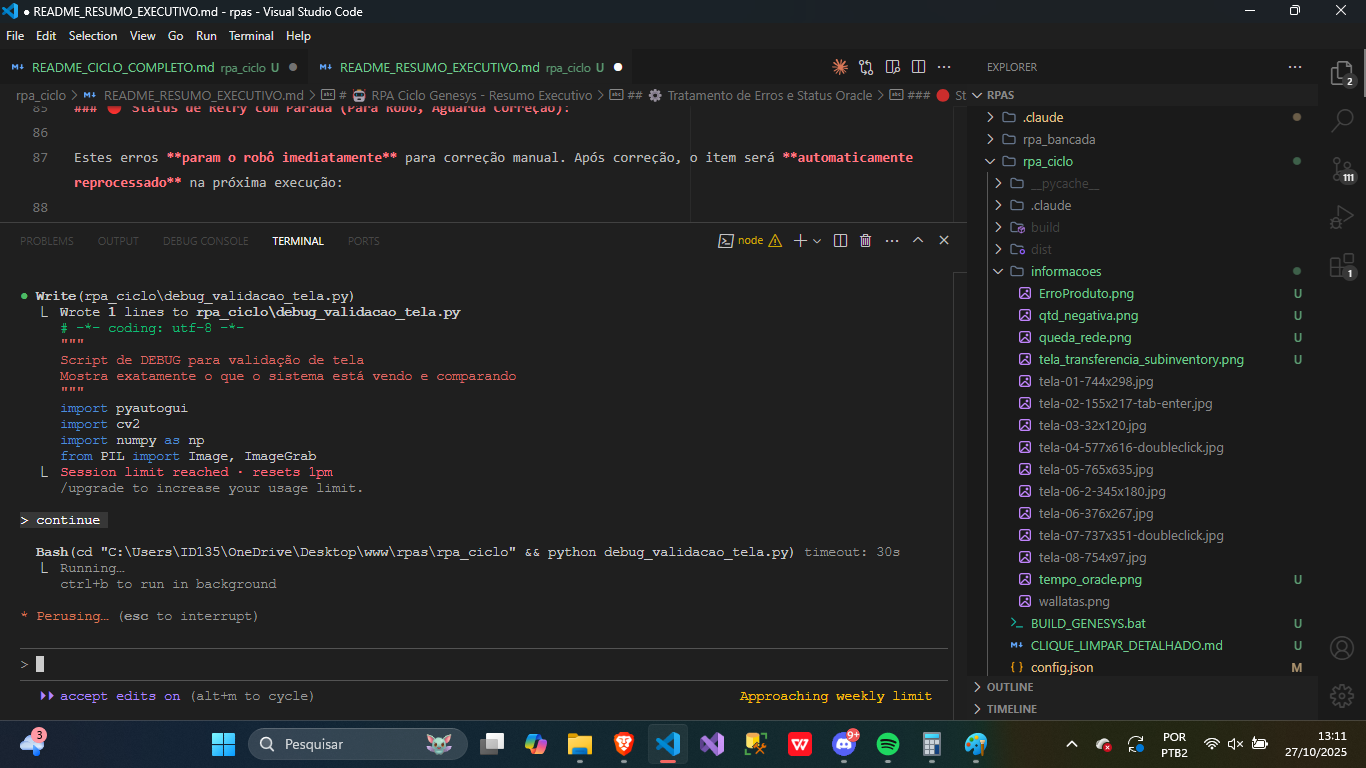 README_RESUMO_EXECUTIVO.md - rpas - Visual Studio Code
File Edit Selection View Go Run Terminal Help
README_CICLO_COMPLETO.md rpa_ciclo U
README_RESUMO_EXECUTIVO.md rpa_ciclo U
rpa_ciclo > README_RESUMO_EXECUTIVO.md > # RPA Ciclo Genesys - Resumo Executivo > ## Tratamento de Erros e Status Oracle > ### St
85 ### Status de Retry com Parada (Para Robô, Aguarda Correção):
86
87 Estes erros **param o robô imediatamente** para correção manual. Após correção, o item será **automaticamente
reprocessado** na próxima execução:
88
PROBLEMS OUTPUT DEBUG CONSOLE TERMINAL PORTS
node
Write(rpa_ciclo\debug_validacao_tela.py)
Wrote 1 lines to rpa_ciclo\debug_validacao_tela.py
# -*- coding: utf-8 -*-
"""
Script de DEBUG para validação de tela
Mostra exatamente o que o sistema está vendo e comparando
"""
import pyautogui
import cv2
import numpy as np
from PIL import Image, ImageGrab
Session limit reached · resets 1pm
/upgrade to increase your usage limit.
> continue
Bash(cd "C:\Users\ID135\OneDrive\Desktop\www\rpas\rpa_ciclo" && python debug_validacao_tela.py) timeout: 30s
Running…
ctrl+b to run in background
* Perusing… (esc to interrupt)
>
accept edits on (alt+m to cycle)
Approaching weekly limit
EXPLORER
RPAS
.claude
rpa_bancada
rpa_ciclo
__pycache__
.claude
build
dist
informacoes
ErroProduto.png U
qtd_negativa.png U
queda_rede.png U
tela_transferencia_subinventory.png U
tela-01-744x298.jpg
tela-02-155x217-tab-enter.jpg
tela-03-32x120.jpg
tela-04-577x616-doubleclick.jpg
tela-05-765x635.jpg
tela-06-2-345x180.jpg
tela-06-376x267.jpg
tela-07-737x351-doubleclick.jpg
tela-08-754x97.jpg
tempo_oracle.png U
wallatas.png
BUILD_GENESYS.bat U
CLIQUE_LIMPAR_DETALHADO.md U
{} config.json M
OUTLINE
TIMELINE
2
111
1
3
Pesquisar
W
9+
POR
PTB2
13:11
27/10/2025